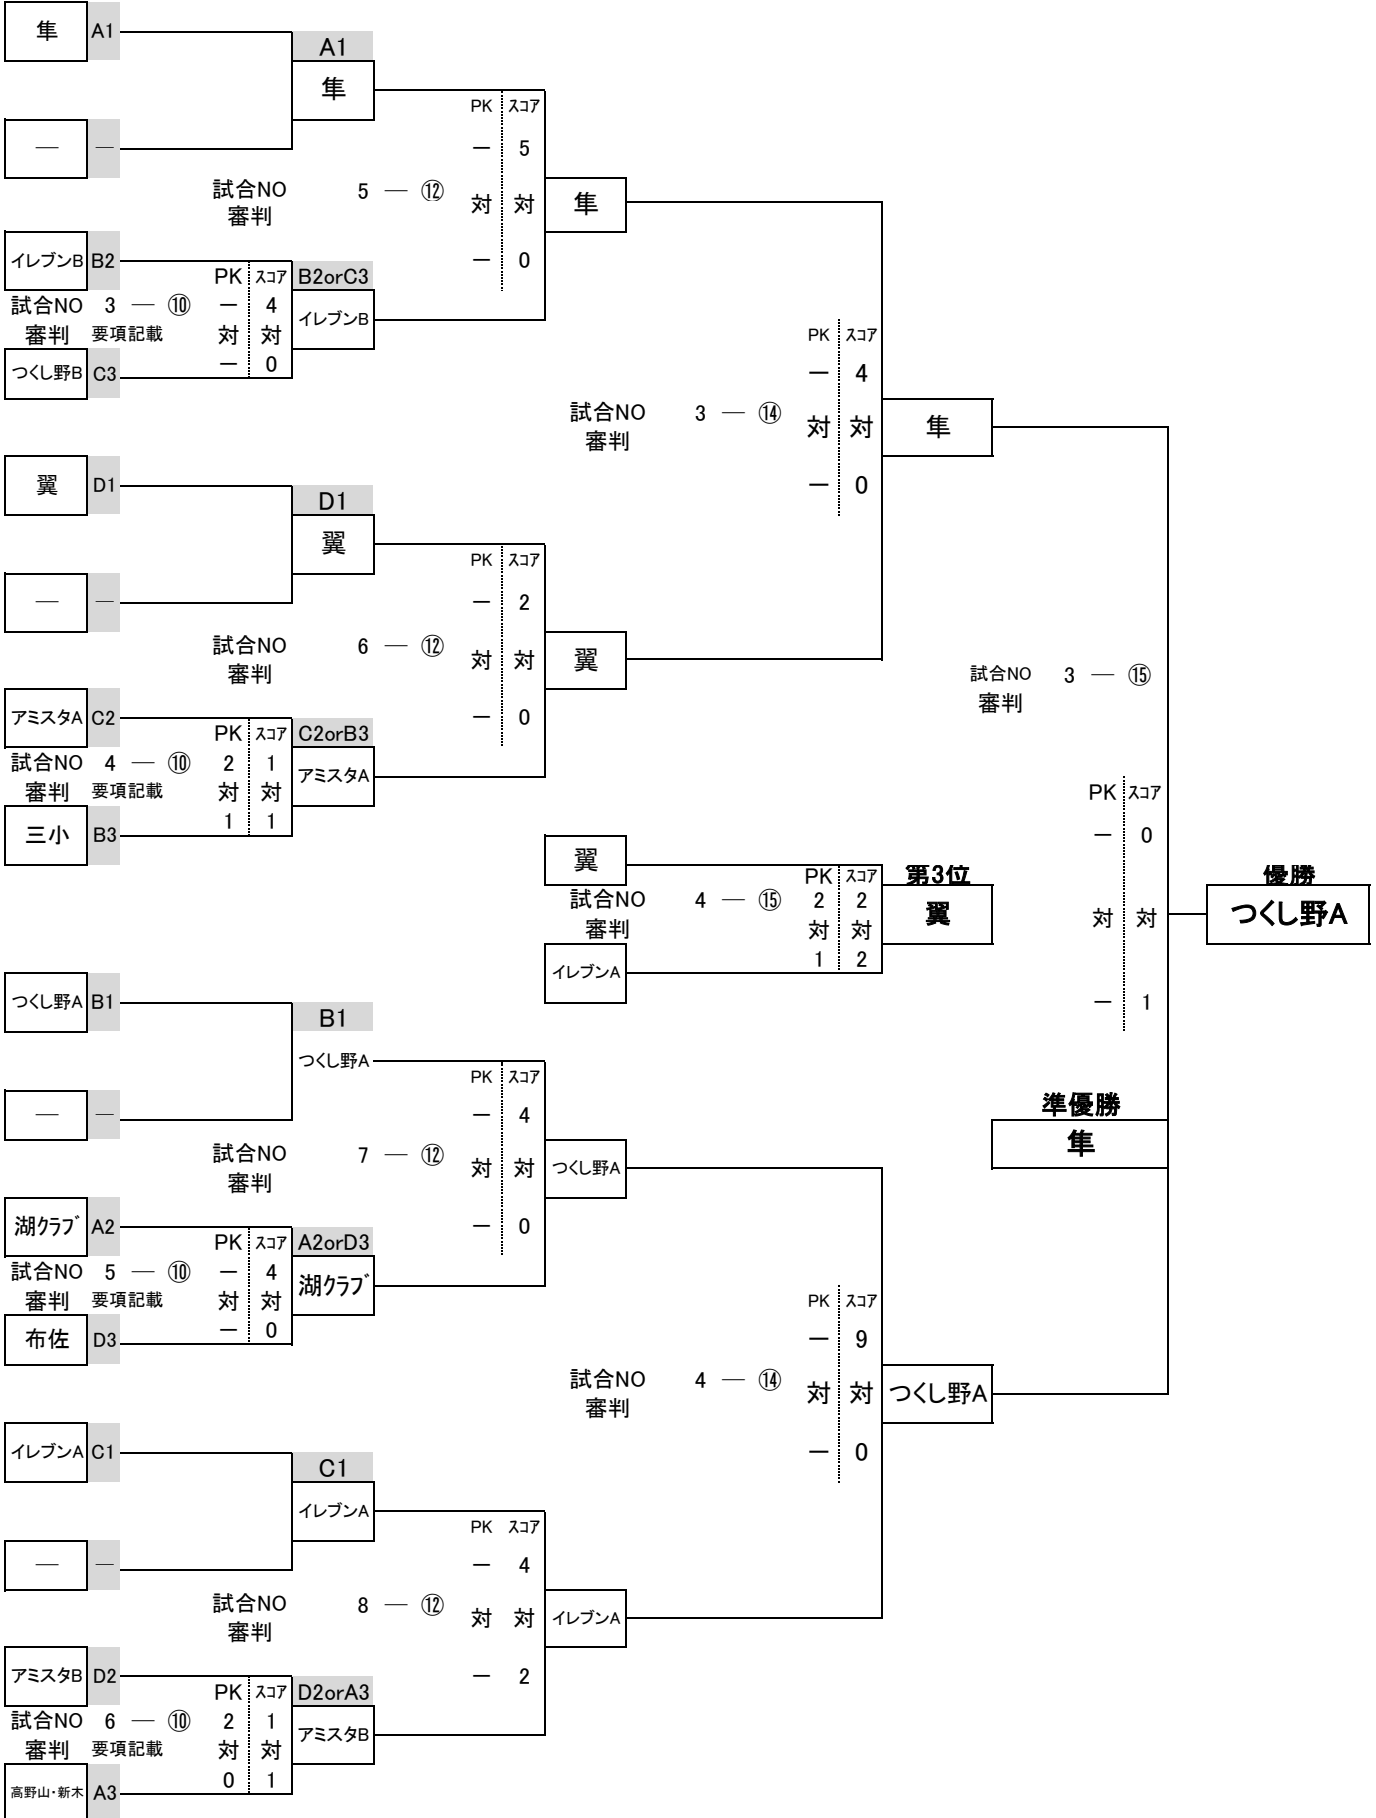 隼 A1
A1
隼
PK スコア
— —
ー 5
試合NO 5 — ⑫
審判
対 対
隼
イレブンB B2
ー 0
PK スコア B2orC3
試合NO 3 — ⑩ ー 4
イレブンB
審判 要項記載 対 対
つくし野B C3 ー 0
PK スコア
ー 4
試合NO 3 — ⑭
審判
対 対
隼
ー 0
翼 D1
D1
翼
PK スコア
— —
ー 2
試合NO 6 — ⑫
審判
対 対
翼
試合NO 3 — ⑮
審判
アミスタA C2
ー 0
PK スコア C2orB3
試合NO 4 — ⑩ 2 1
アミスタA
審判 要項記載 対 対
三小 B3 1 1
PK スコア
ー 0
翼
PK スコア
第3位
優勝
試合NO 4 — ⑮ 2 2
審判 対 対
翼
対 対
つくし野A
イレブンA
1 2
つくし野A B1
ー 1
B1
つくし野A
PK スコア
— —
ー 4
準優勝
隼
試合NO 7 — ⑫
審判
対 対
つくし野A
湖クラブ A2
ー 0
PK スコア A2orD3
試合NO 5 — ⑩ ー 4
湖クラブ
審判 要項記載 対 対
布佐 D3 ー 0
PK スコア
ー 9
試合NO 4 — ⑭
審判
対 対
つくし野A
イレブンA C1
ー 0
C1
イレブンA
PK スコア
— —
ー 4
試合NO 8 — ⑫
審判
対 対
イレブンA
アミスタB D2
ー 2
PK スコア D2orA3
試合NO 6 — ⑩ 2 1
アミスタB
審判 要項記載 対 対
高野山・新木 A3 0 1